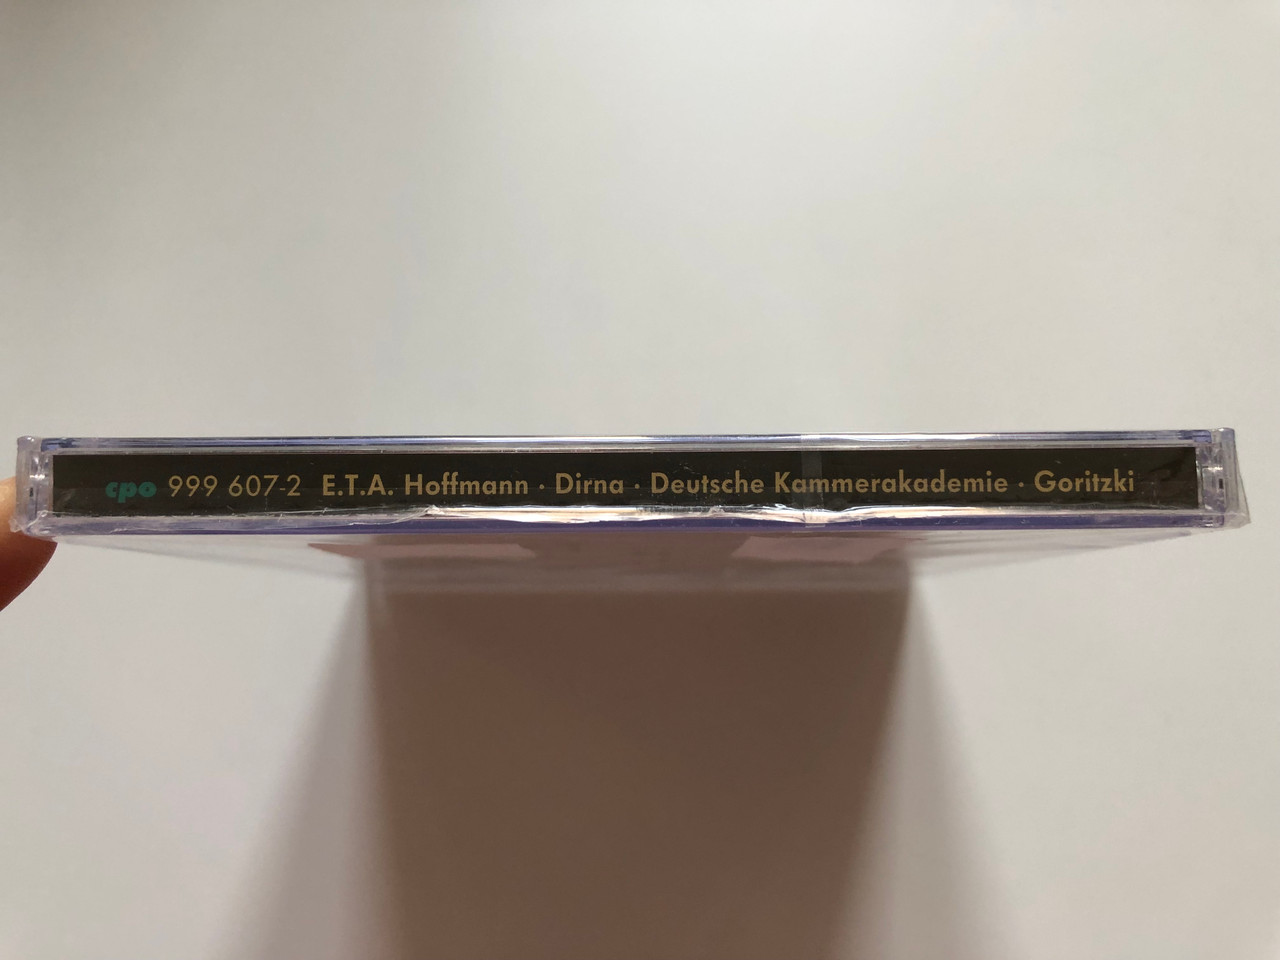 cpo 999 607-2 E.T.A. Hoffmann · Dirna · Deutsche Kammerakademie · Goritzki